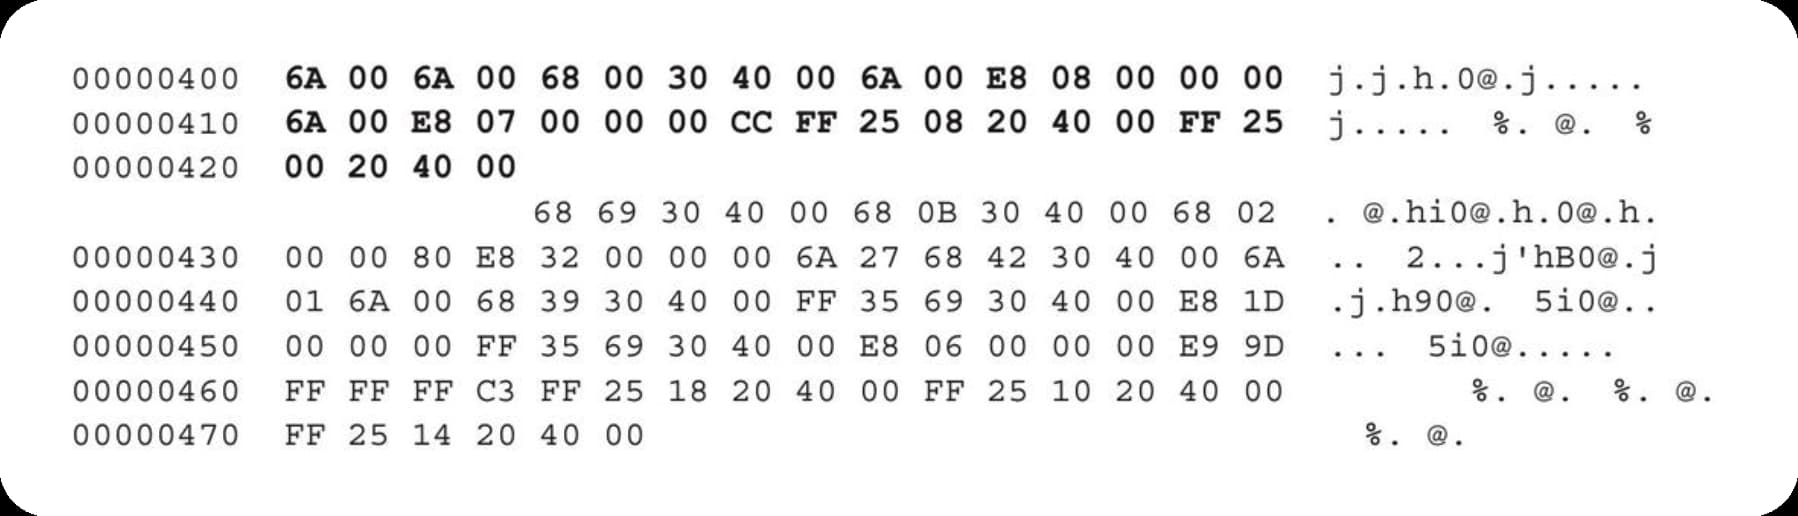 00000400 6A 00 6A 00 68 00 30 40 00 6A 00 E8 08 00 00 00 j.j.h.0@.j.....
00000410 6A 00 E8 07 00 00 00 CC FF 25 08 20 40 00 FF 25 j..... %. @. %
00000420 00 20 40 00
68 69 30 40 00 68 0B 30 40 00 68 02 . @.hi0@.h.0@.h.
00000430 00 00 80 E8 32 00 00 00 6A 27 68 42 30 40 00 6A .. 2...j'hB0@.j
00000440 01 6A 00 68 39 30 40 00 FF 35 69 30 40 00 E8 1D .j.h90@. 5i0@..
00000450 00 00 00 FF 35 69 30 40 00 E8 06 00 00 00 E9 9D ... 5i0@.....
00000460 FF FF FF C3 FF 25 18 20 40 00 FF 25 10 20 40 00 %. @. %. @.
00000470 FF 25 14 20 40 00 %. @.